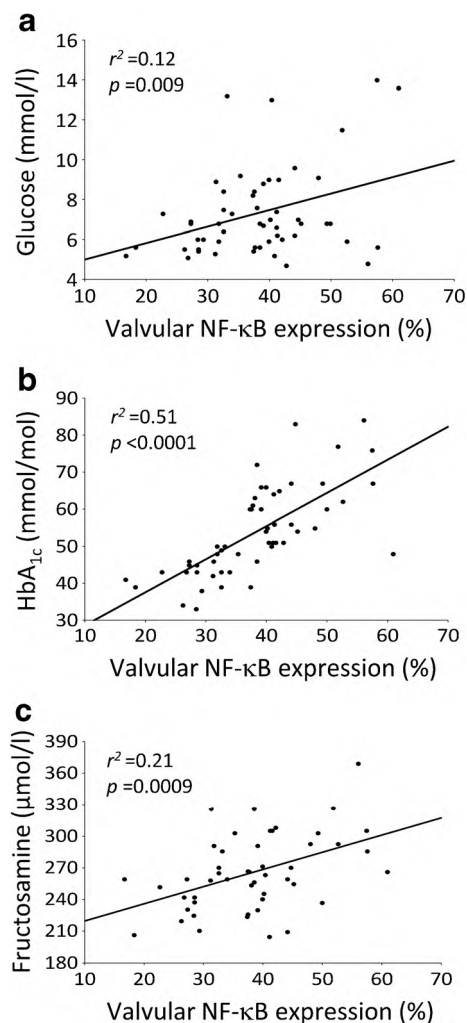 a
r²=0.12
p =0.009
Glucose (mmol/l)
16
14
12
10
8
6
4
10 20 30 40 50 60 70
Valvular NF-κB expression (%)
b
r²=0.51
p <0.0001
HbA1c (mmol/mol)
90
80
70
60
50
40
30
10 20 30 40 50 60 70
Valvular NF-κB expression (%)
c
r²=0.21
p =0.0009
Fructosamine (μmol/l)
390
360
330
300
270
240
210
180
10 20 30 40 50 60 70
Valvular NF-κB expression (%)